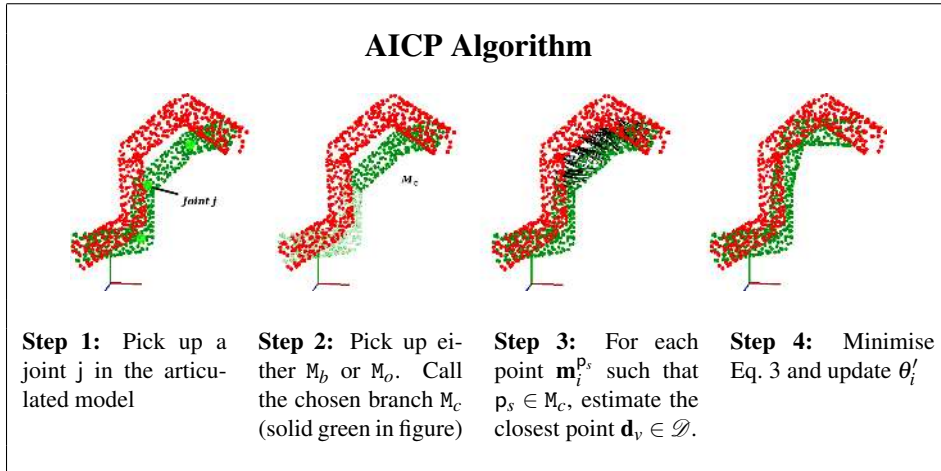 AICP Algorithm
Joint j
M_c
Step 1: Pick up a
joint j in the articu-
lated model
Step 2: Pick up ei-
ther M_b or M_o. Call
the chosen branch M_c
(solid green in figure)
Step 3: For each
point m_i^{p_s} such that
p_s ∈ M_c, estimate the
closest point d_v ∈ 𝒟.
Step 4: Minimise
Eq. 3 and update θ′_i